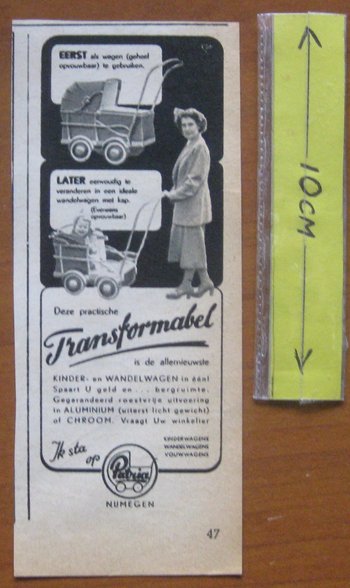 EERST als wagen (geheel
opvouwbaar) te gebruiken.
LATER eenvoudig te
veranderen in een ideale
wandelwagen met kap.
(Eveneens
opvouwbaar)
Deze practische
Transformabel
is de allernieuwste
KINDER- en WANDELWAGEN in één!
Spaart U geld en... bergruimte.
Gegarandeerd roestvrije uitvoering
in ALUMINIUM (uiterst licht gewicht)
of CHROOM. Vraagt Uw winkelier
Ik sta
op
KINDERWAGENS
WANDELWAGENS
VOUWWAGENS
Patria
NIJMEGEN
47
10CM